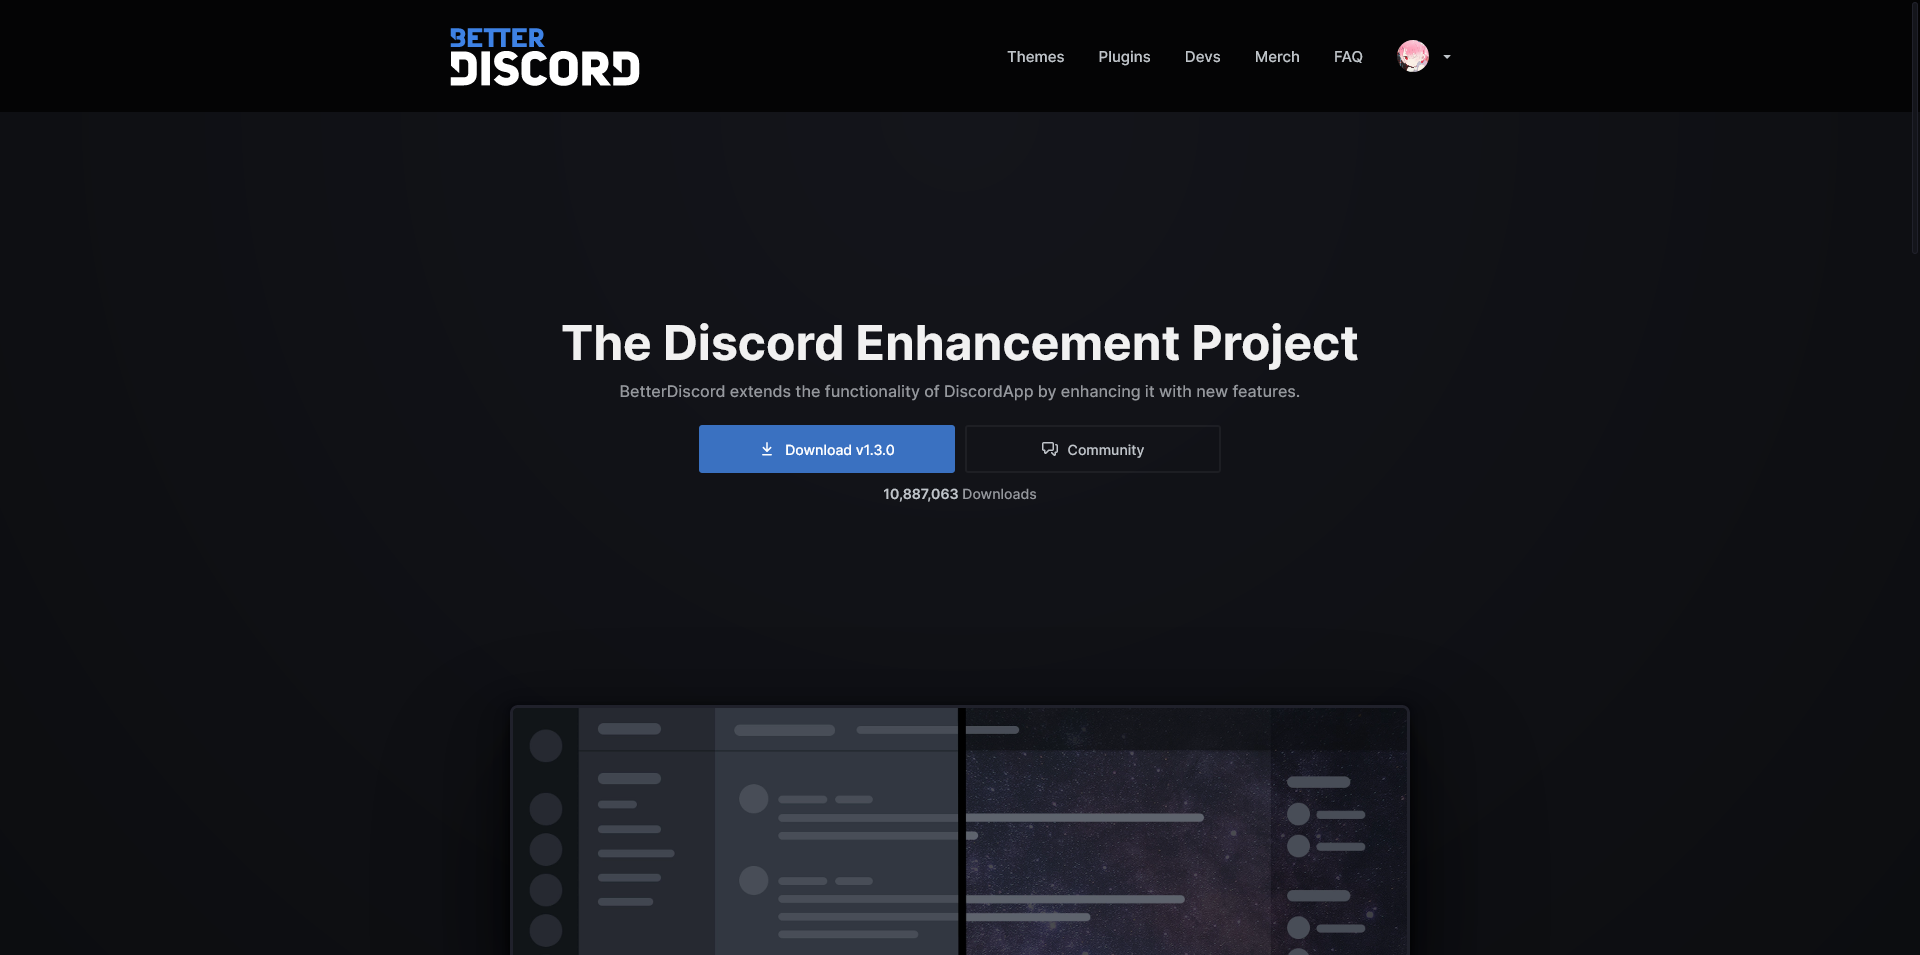 BETTER
DISCORD
Themes
Plugins
Devs
Merch
FAQ
The Discord Enhancement Project
BetterDiscord extends the functionality of DiscordApp by enhancing it with new features.
Download v1.3.0
Community
10,887,063 Downloads